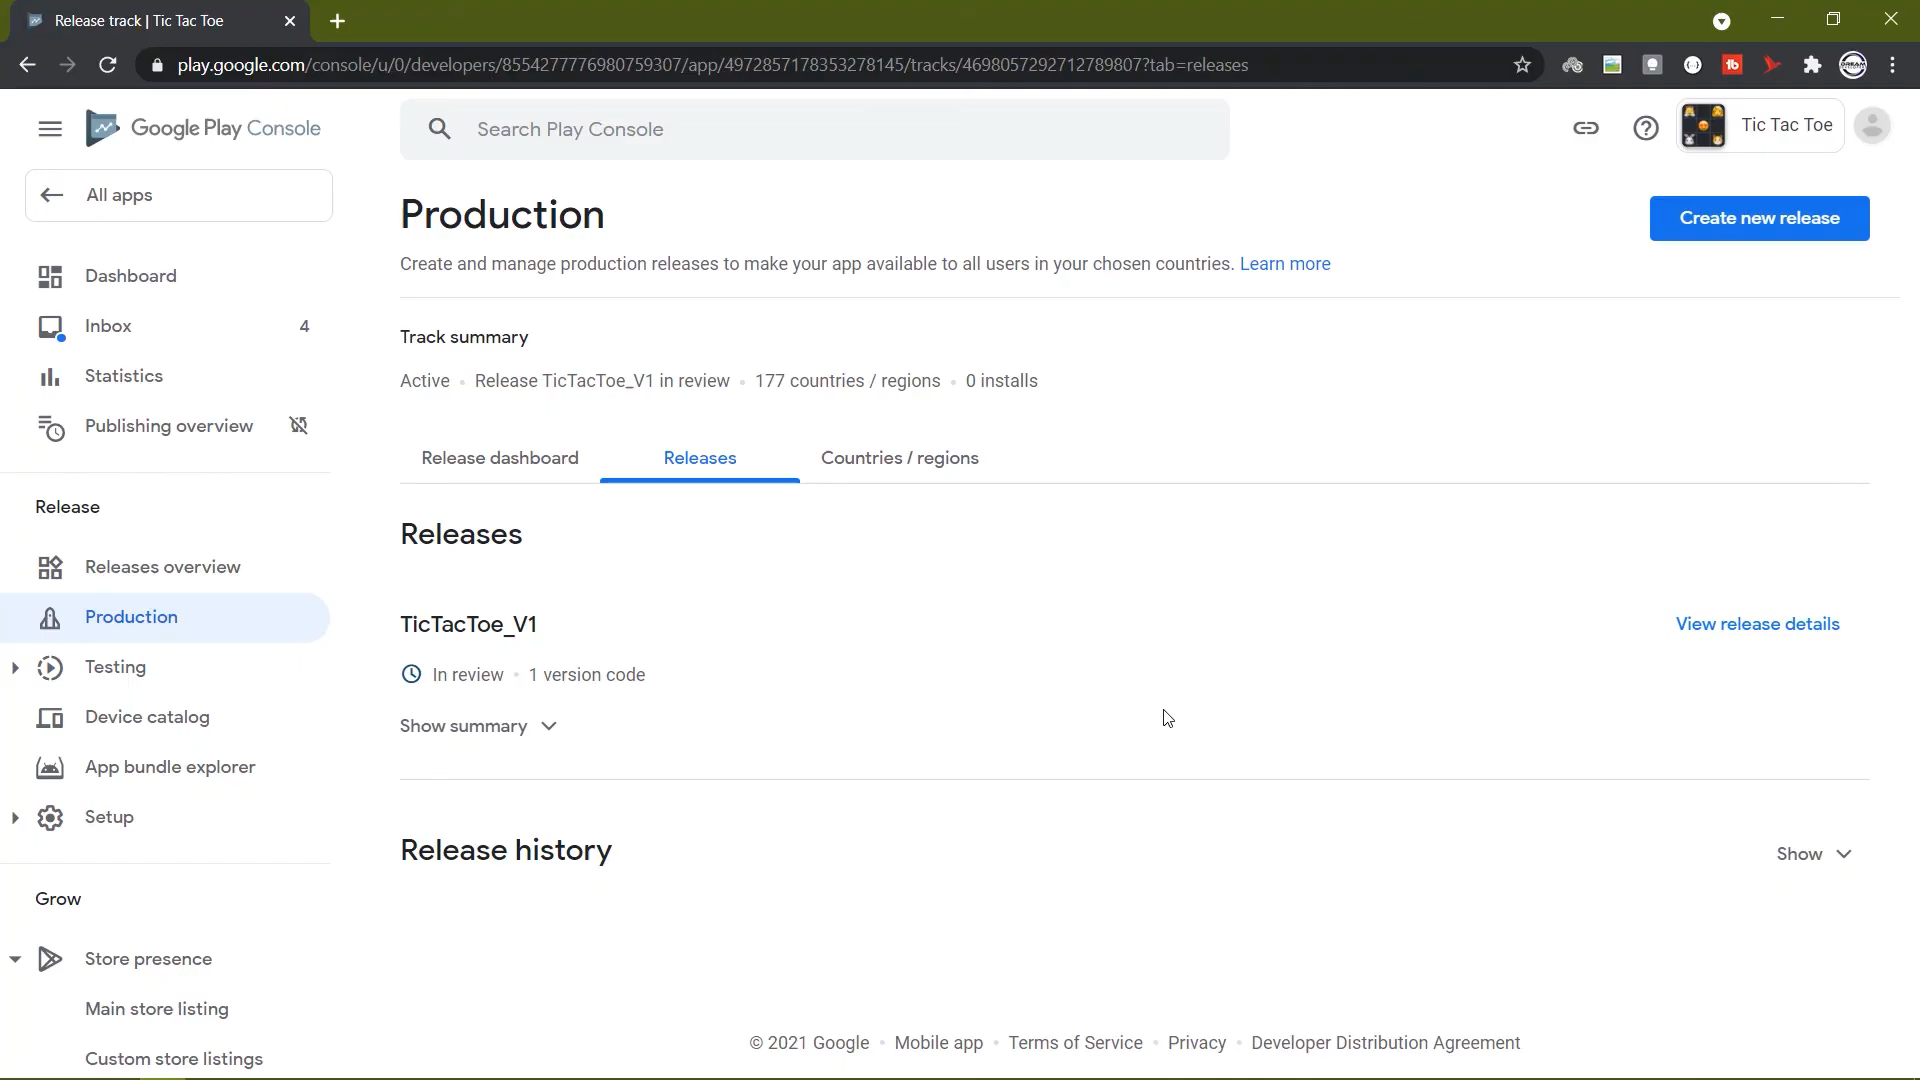 Release track | Tic Tac Toe
play.google.com/console/u/0/developers/8554277776980759307/app/4972857178353278145/tracks/4698057292712789807?tab=releases
Google Play Console
Search Play Console
Tic Tac Toe
All apps
Dashboard
Inbox 4
Statistics
Publishing overview
Release
Releases overview
Production
Testing
Device catalog
App bundle explorer
Setup
Grow
Store presence
Main store listing
Custom store listings
Production
Create new release
Create and manage production releases to make your app available to all users in your chosen countries. Learn more
Track summary
Active • Release TicTacToe_V1 in review • 177 countries / regions • 0 installs
Release dashboard
Releases
Countries / regions
Releases
TicTacToe_V1
View release details
In review • 1 version code
Show summary
Release history
Show
© 2021 Google • Mobile app • Terms of Service • Privacy • Developer Distribution Agreement